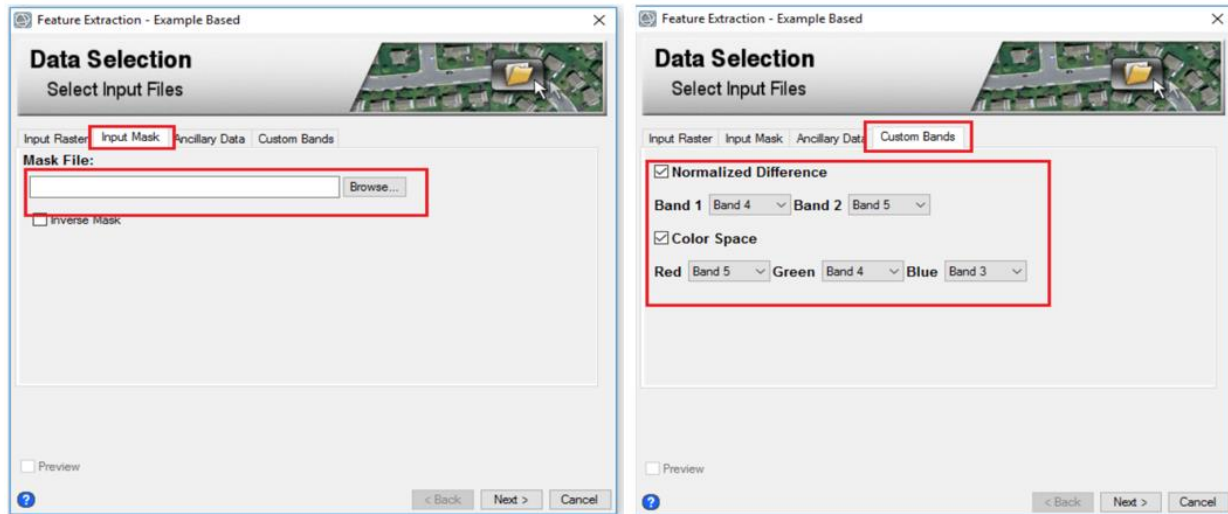 Feature Extraction - Example Based
Data Selection
Select Input Files
Input Raster Input Mask Ancillary Data Custom Bands
Mask File:
Browse...
Inverse Mask
Preview
< Back Next > Cancel
Feature Extraction - Example Based
Data Selection
Select Input Files
Input Raster Input Mask Ancillary Data Custom Bands
Normalized Difference
Band 1 Band 4 Band 2 Band 5
Color Space
Red Band 5 Green Band 4 Blue Band 3
Preview
< Back Next > Cancel